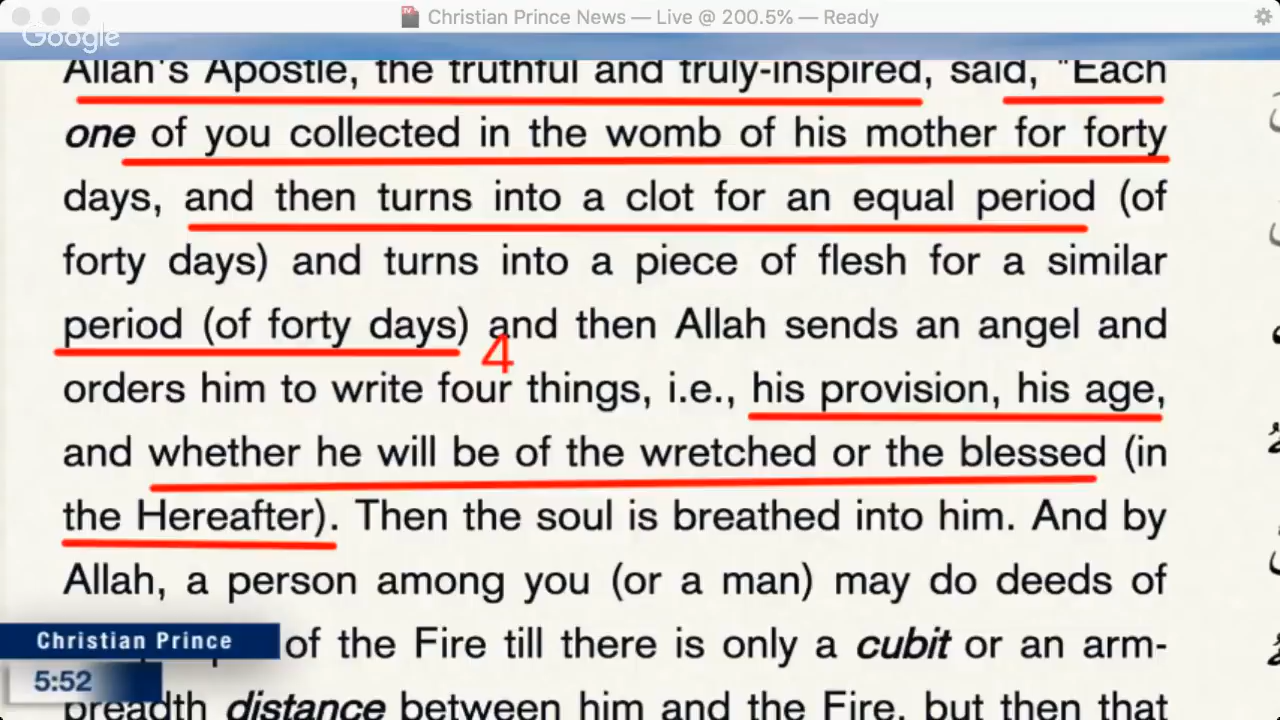 Christian Prince News — Live @ 200.5% — Ready
Google
Allah's Apostle, the truthful and truly-inspired, said, "Each
one of you collected in the womb of his mother for forty
days, and then turns into a clot for an equal period (of
forty days) and turns into a piece of flesh for a similar
period (of forty days) and then Allah sends an angel and
4
orders him to write four things, i.e., his provision, his age,
and whether he will be of the wretched or the blessed (in
the Hereafter). Then the soul is breathed into him. And by
Allah, a person among you (or a man) may do deeds of
of the Fire till there is only a cubit or an arm-
breadth distance between him and the Fire, but then that
Christian Prince
5:52